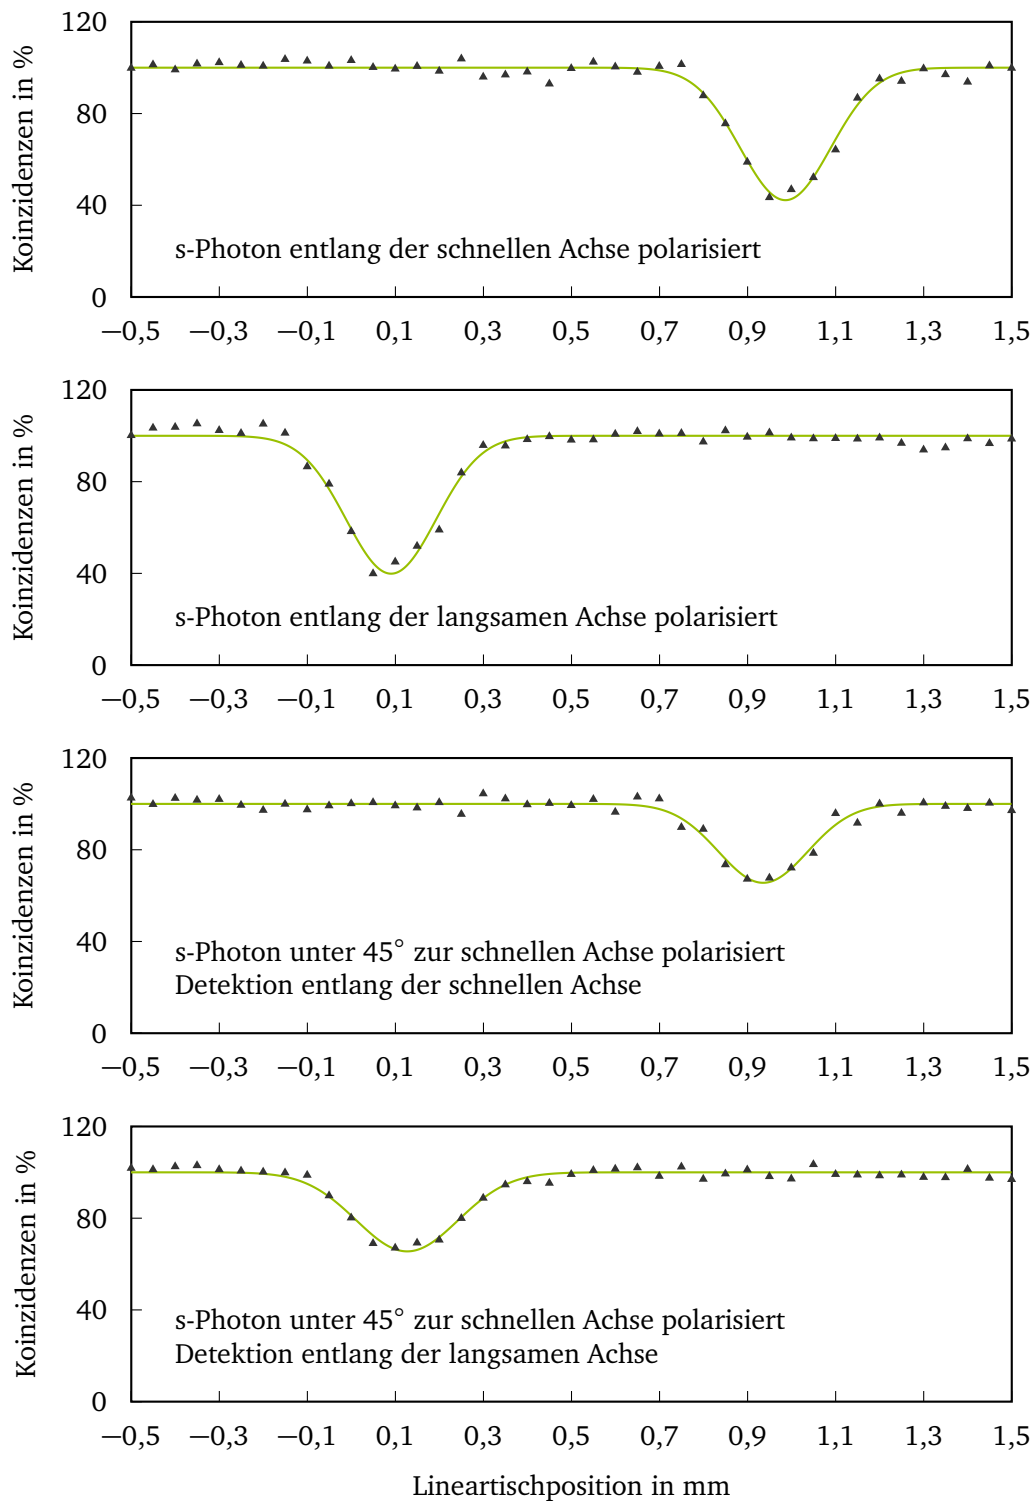 Koinzidenzen in %
120
80
40
0
s-Photon entlang der schnellen Achse polarisiert
−0,5 −0,3 −0,1 0,1 0,3 0,5 0,7 0,9 1,1 1,3 1,5
Koinzidenzen in %
120
80
40
0
s-Photon entlang der langsamen Achse polarisiert
−0,5 −0,3 −0,1 0,1 0,3 0,5 0,7 0,9 1,1 1,3 1,5
Koinzidenzen in %
120
80
40
0
s-Photon unter 45° zur schnellen Achse polarisiert
Detektion entlang der schnellen Achse
−0,5 −0,3 −0,1 0,1 0,3 0,5 0,7 0,9 1,1 1,3 1,5
Koinzidenzen in %
120
80
40
0
s-Photon unter 45° zur schnellen Achse polarisiert
Detektion entlang der langsamen Achse
−0,5 −0,3 −0,1 0,1 0,3 0,5 0,7 0,9 1,1 1,3 1,5
Lineartischposition in mm